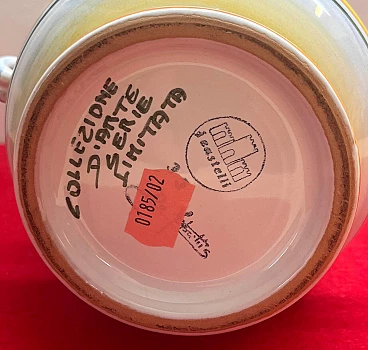 COLLEZIONE
D'ARTE
SERIE
LIMITATA
i castelli
0185/02